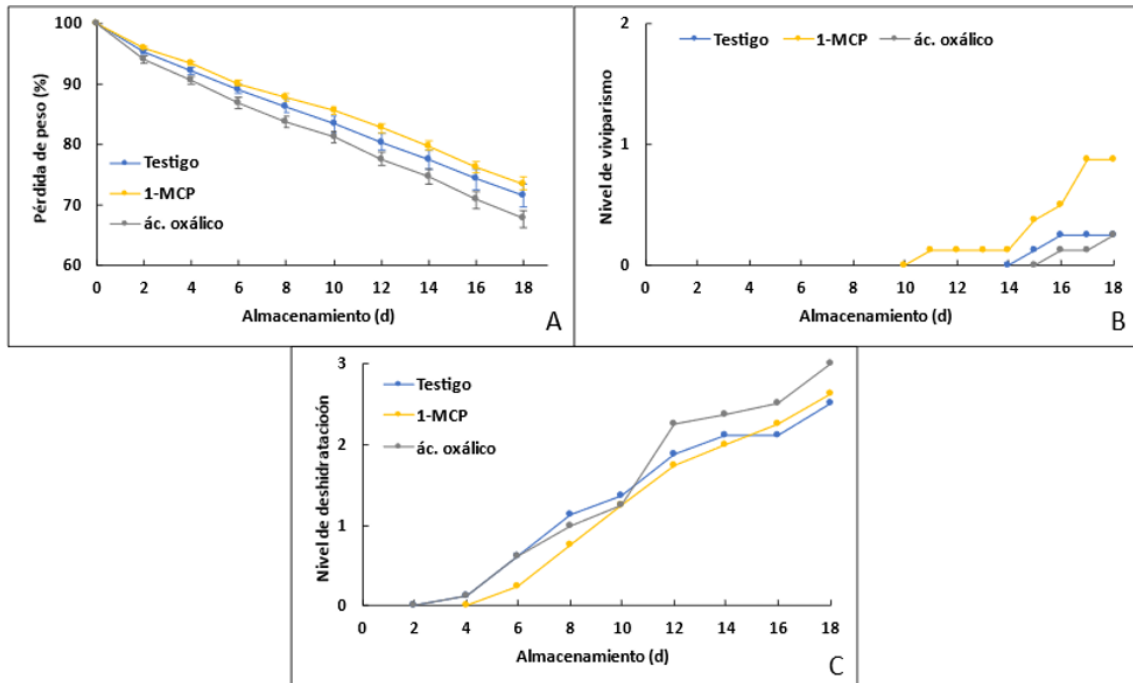 Pérdida de peso (%)
100
90
80
70
60
Testigo
1-MCP
ác. oxálico
0 2 4 6 8 10 12 14 16 18
Almacenamiento (d)
A
Nivel de viviparismo
2
1
0
Testigo 1-MCP ác. oxálico
0 2 4 6 8 10 12 14 16 18
Almacenamiento (d)
B
Nivel de deshidratacioón
3
2
1
0
Testigo
1-MCP
ác. oxálico
0 2 4 6 8 10 12 14 16 18
Almacenamiento (d)
C